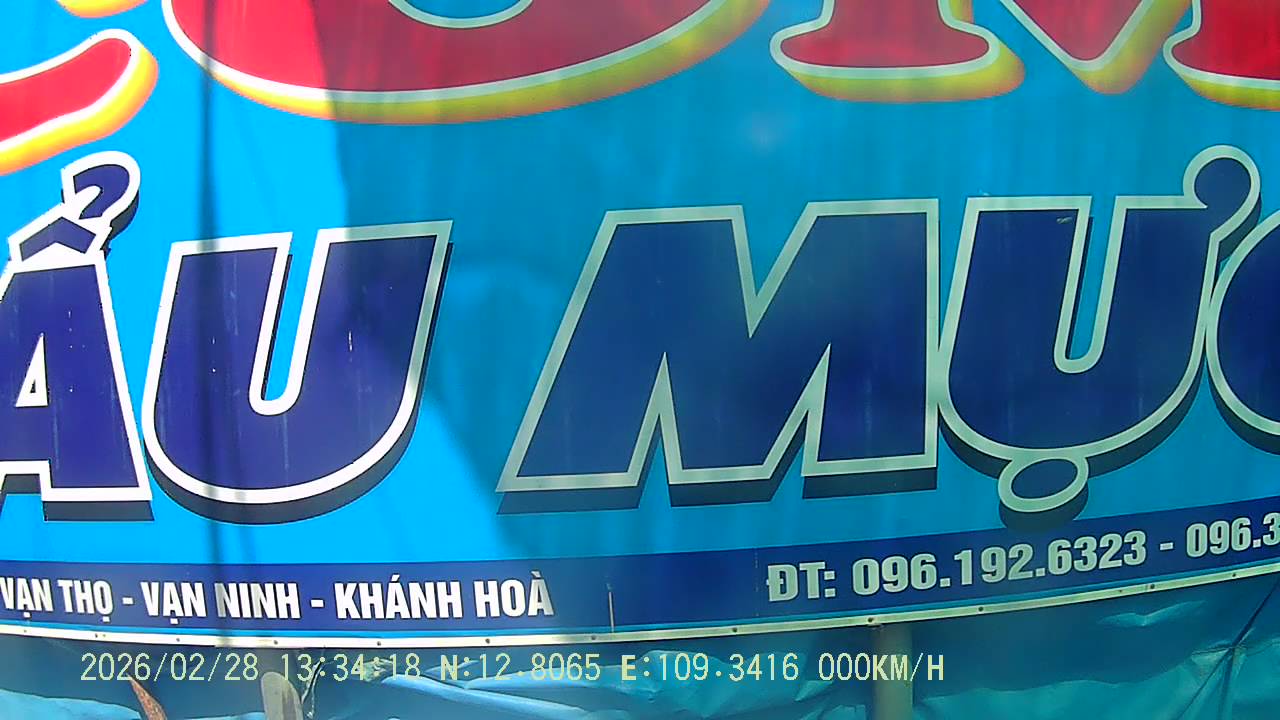 ẨU MỰC
VẠN THỌ - VẠN NINH - KHÁNH HOÀ ĐT: 096.192.6323 - 096.3
2026/02/28 13:34:18 N:12.8065 E:109.3416 000KM/H